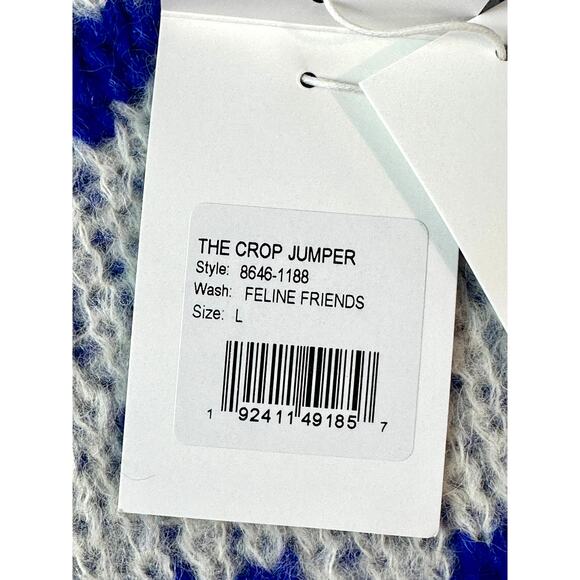 THE CROP JUMPER
Style: 8646-1188
Wash: FELINE FRIENDS
Size: L
1 92411 49185 7